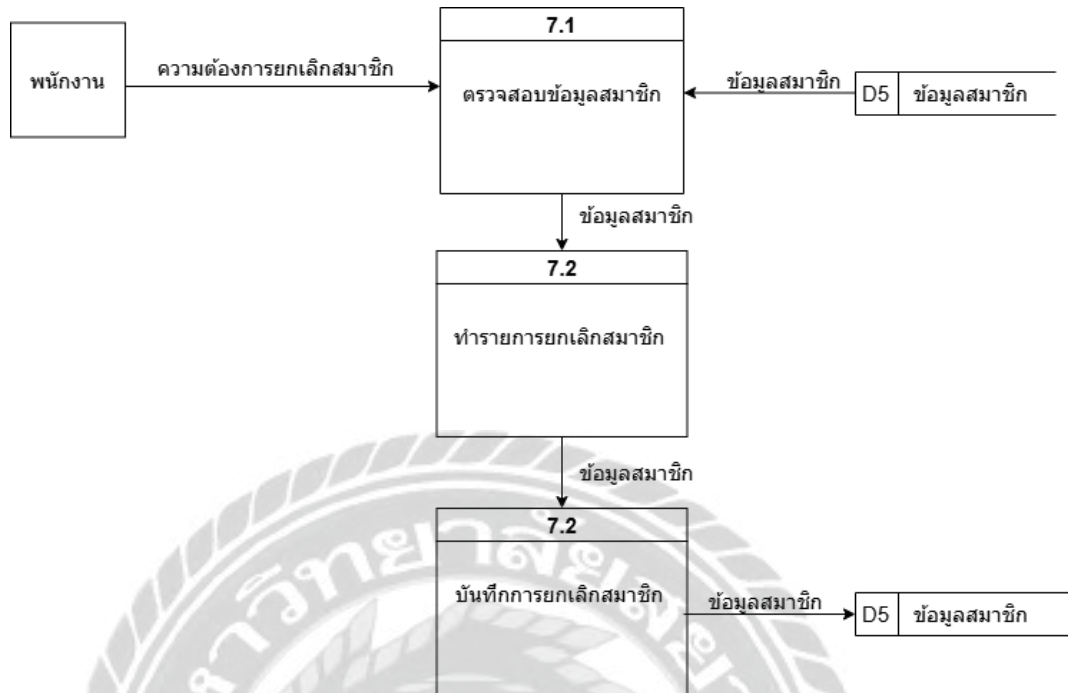 7.1
พนักงาน
ความต้องการยกเลิกสมาชิก
ตรวจสอบข้อมูลสมาชิก
ข้อมูลสมาชิก
D5 ข้อมูลสมาชิก
ข้อมูลสมาชิก
7.2
ทำรายการยกเลิกสมาชิก
ข้อมูลสมาชิก
7.2
บันทึกการยกเลิกสมาชิก
ข้อมูลสมาชิก
D5 ข้อมูลสมาชิก